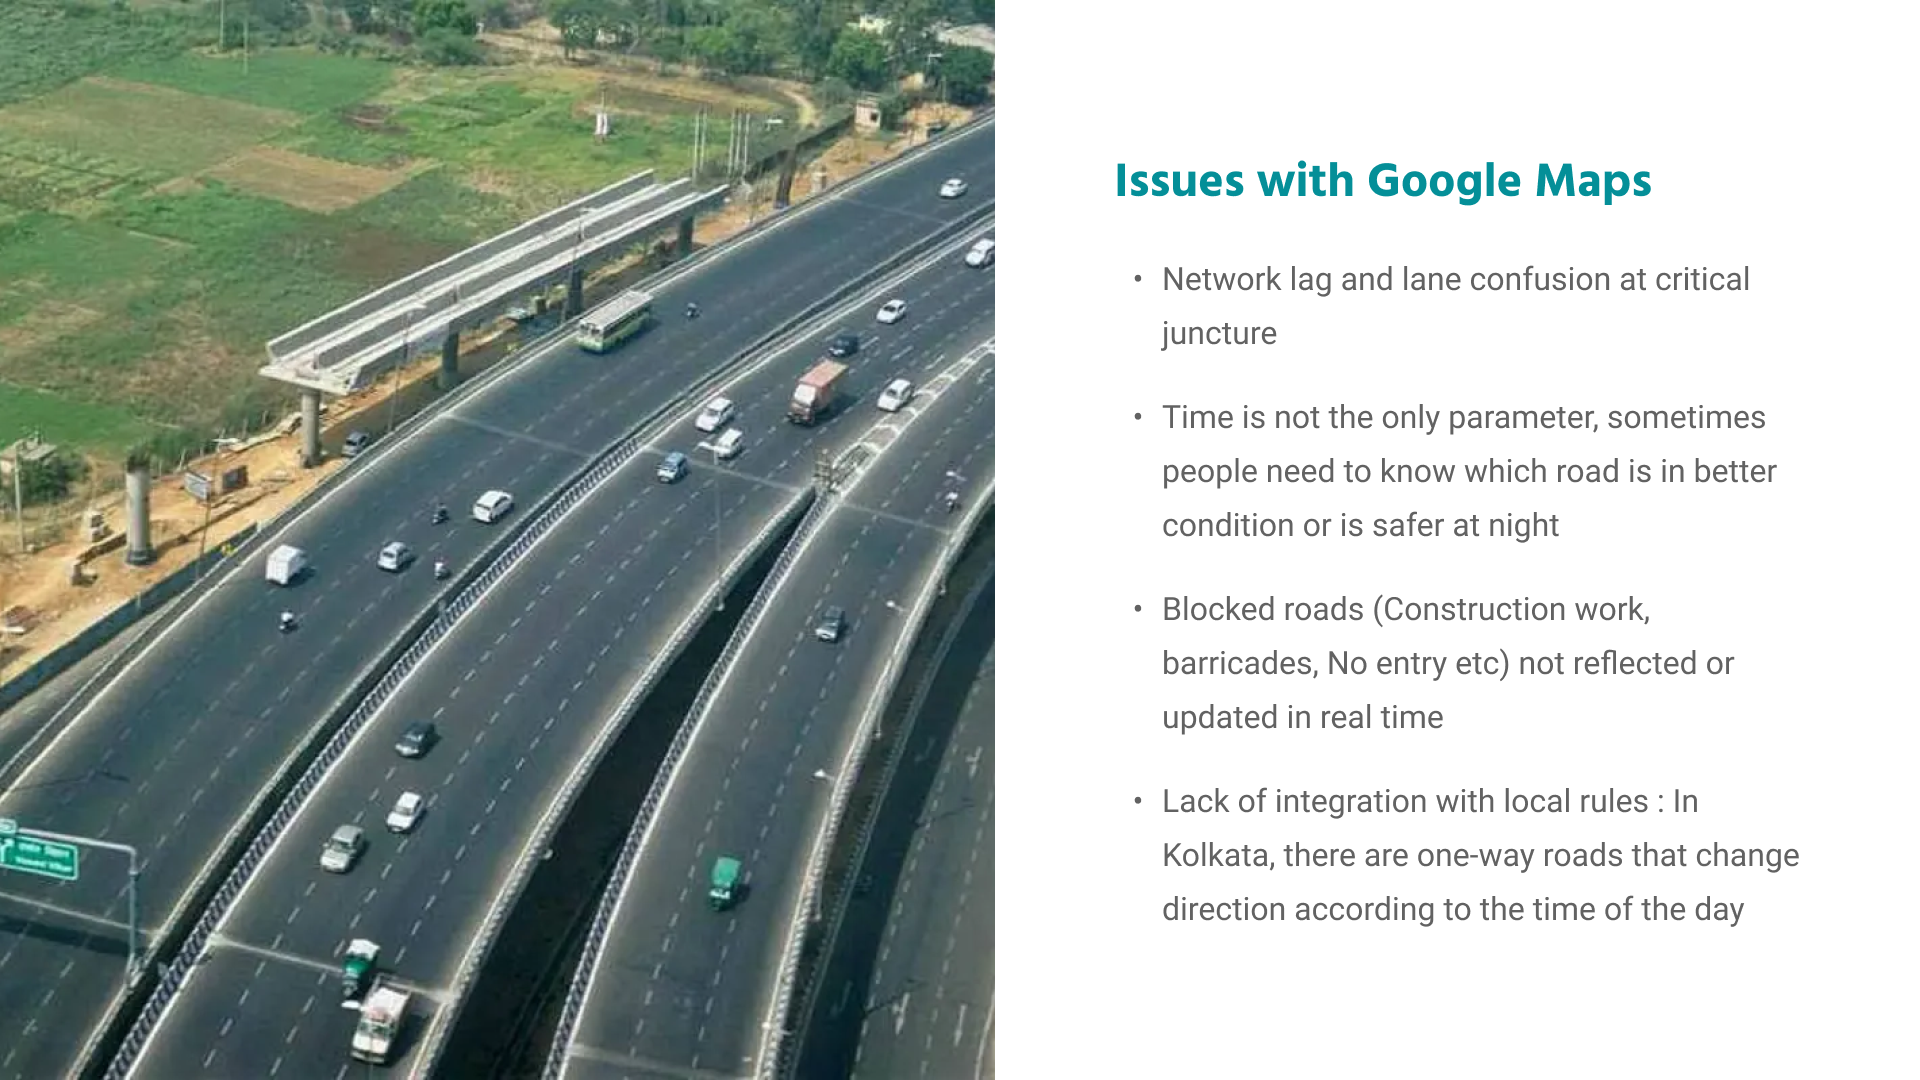 Issues with Google Maps
• Network lag and lane confusion at critical
juncture
• Time is not the only parameter, sometimes
people need to know which road is in better
condition or is safer at night
• Blocked roads (Construction work,
barricades, No entry etc) not reflected or
updated in real time
• Lack of integration with local rules : In
Kolkata, there are one-way roads that change
direction according to the time of the day